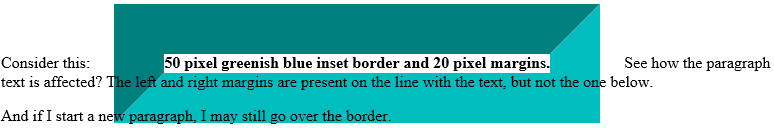 Consider this: 50 pixel greenish blue inset border and 20 pixel margins. See how the paragraph
text is affected? The left and right margins are present on the line with the text, but not the one below.
And if I start a new paragraph, I may still go over the border.